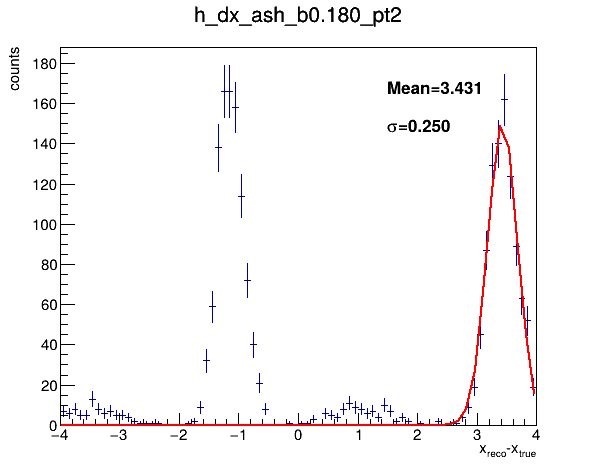 h_dx_ash_b0.180_pt2
counts
180
160
140
120
100
80
60
40
20
0
Mean=3.431
σ=0.250
−4 −3 −2 −1 0 1 2 3 4
x_reco-x_true